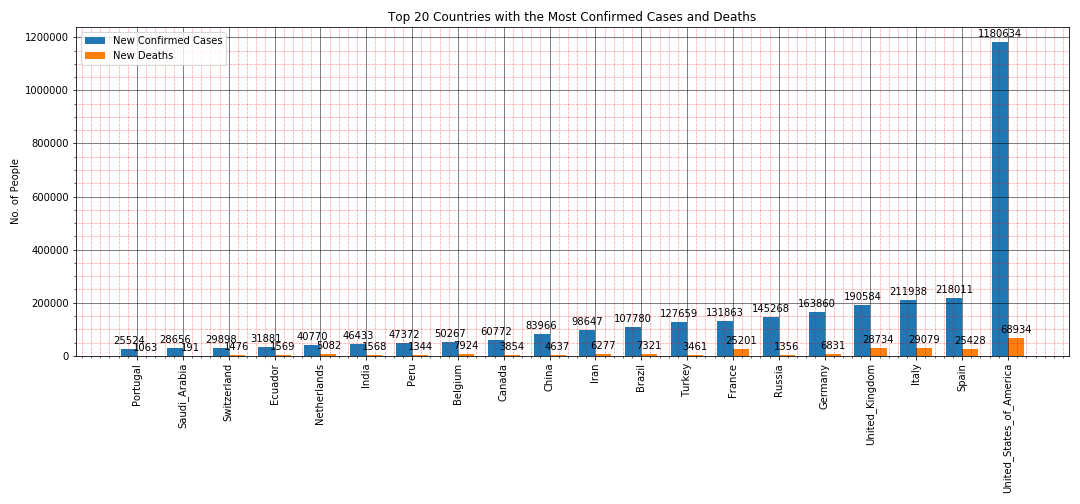 Top 20 Countries with the Most Confirmed Cases and Deaths
New Confirmed Cases
New Deaths
No. of People
1200000
1000000
800000
600000
400000
200000
0
25524 1063
28656 191
29898 1476
31881 1569
40770 5082
46433 1568
47372 1344
50267 7924
60772 3854
83966 4637
98647 6277
107780 7321
127659 3461
131863 25201
145268 1356
163860 6831
190584 28734
211938 29079
218011 25428
1180634 68934
Portugal
Saudi_Arabia
Switzerland
Ecuador
Netherlands
India
Peru
Belgium
Canada
China
Iran
Brazil
Turkey
France
Russia
Germany
United_Kingdom
Italy
Spain
United_States_of_America